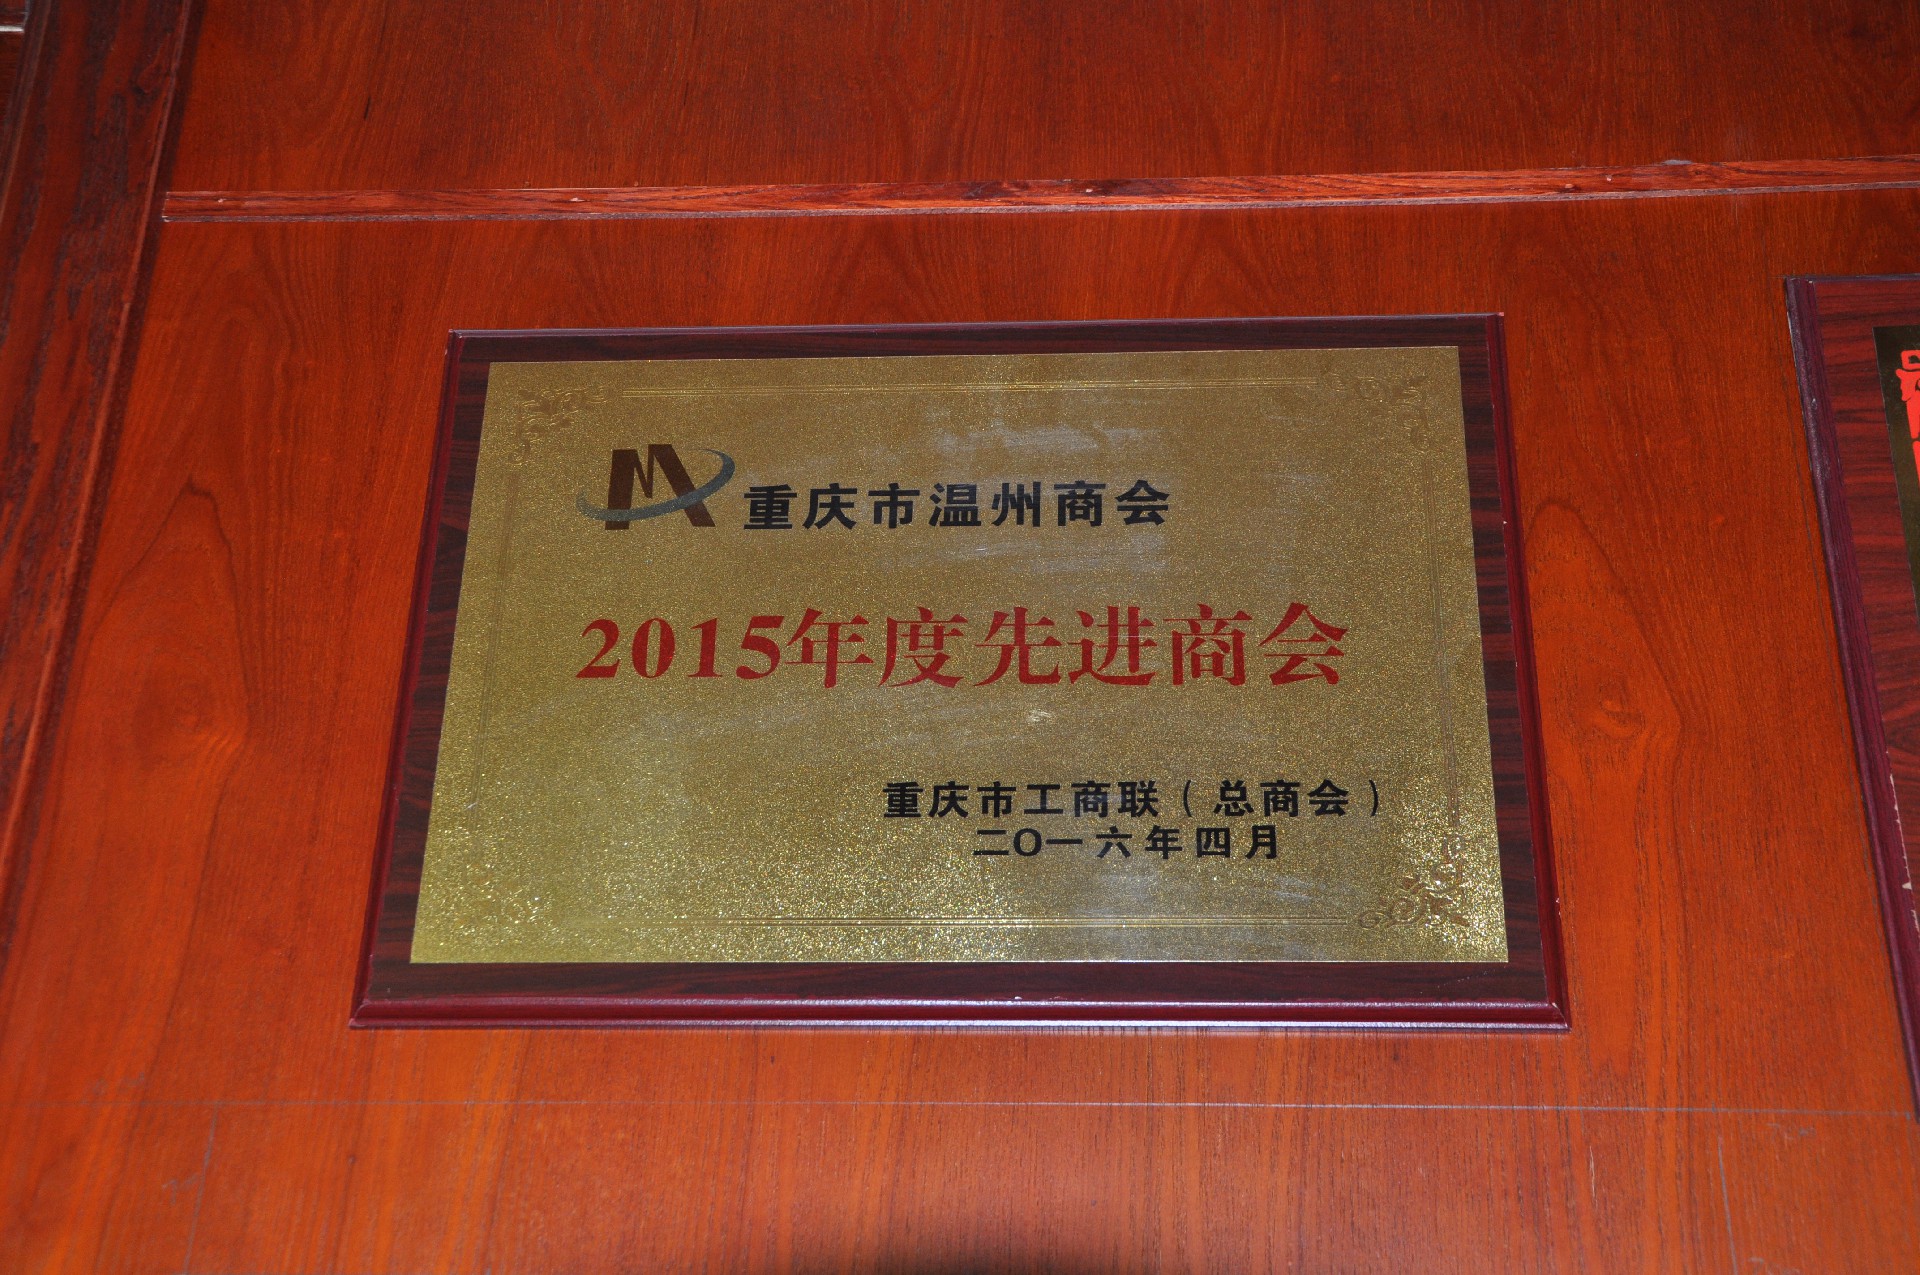 重庆市温州商会
2015年度先进商会
重庆市工商联（总商会）
二〇一六年四月